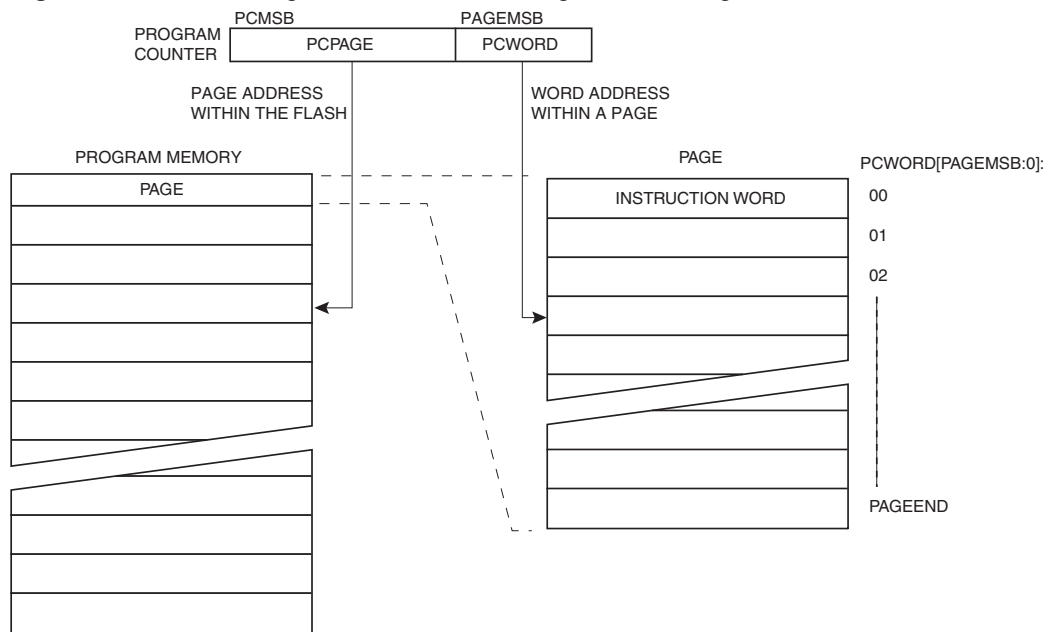 PCMSB PAGEMSB
PROGRAM
COUNTER
PCPAGE PCWORD
PAGE ADDRESS
WITHIN THE FLASH
WORD ADDRESS
WITHIN A PAGE
PROGRAM MEMORY
PAGE
PAGE
INSTRUCTION WORD
PCWORD[PAGEMSB:0]:
00
01
02
PAGEEND